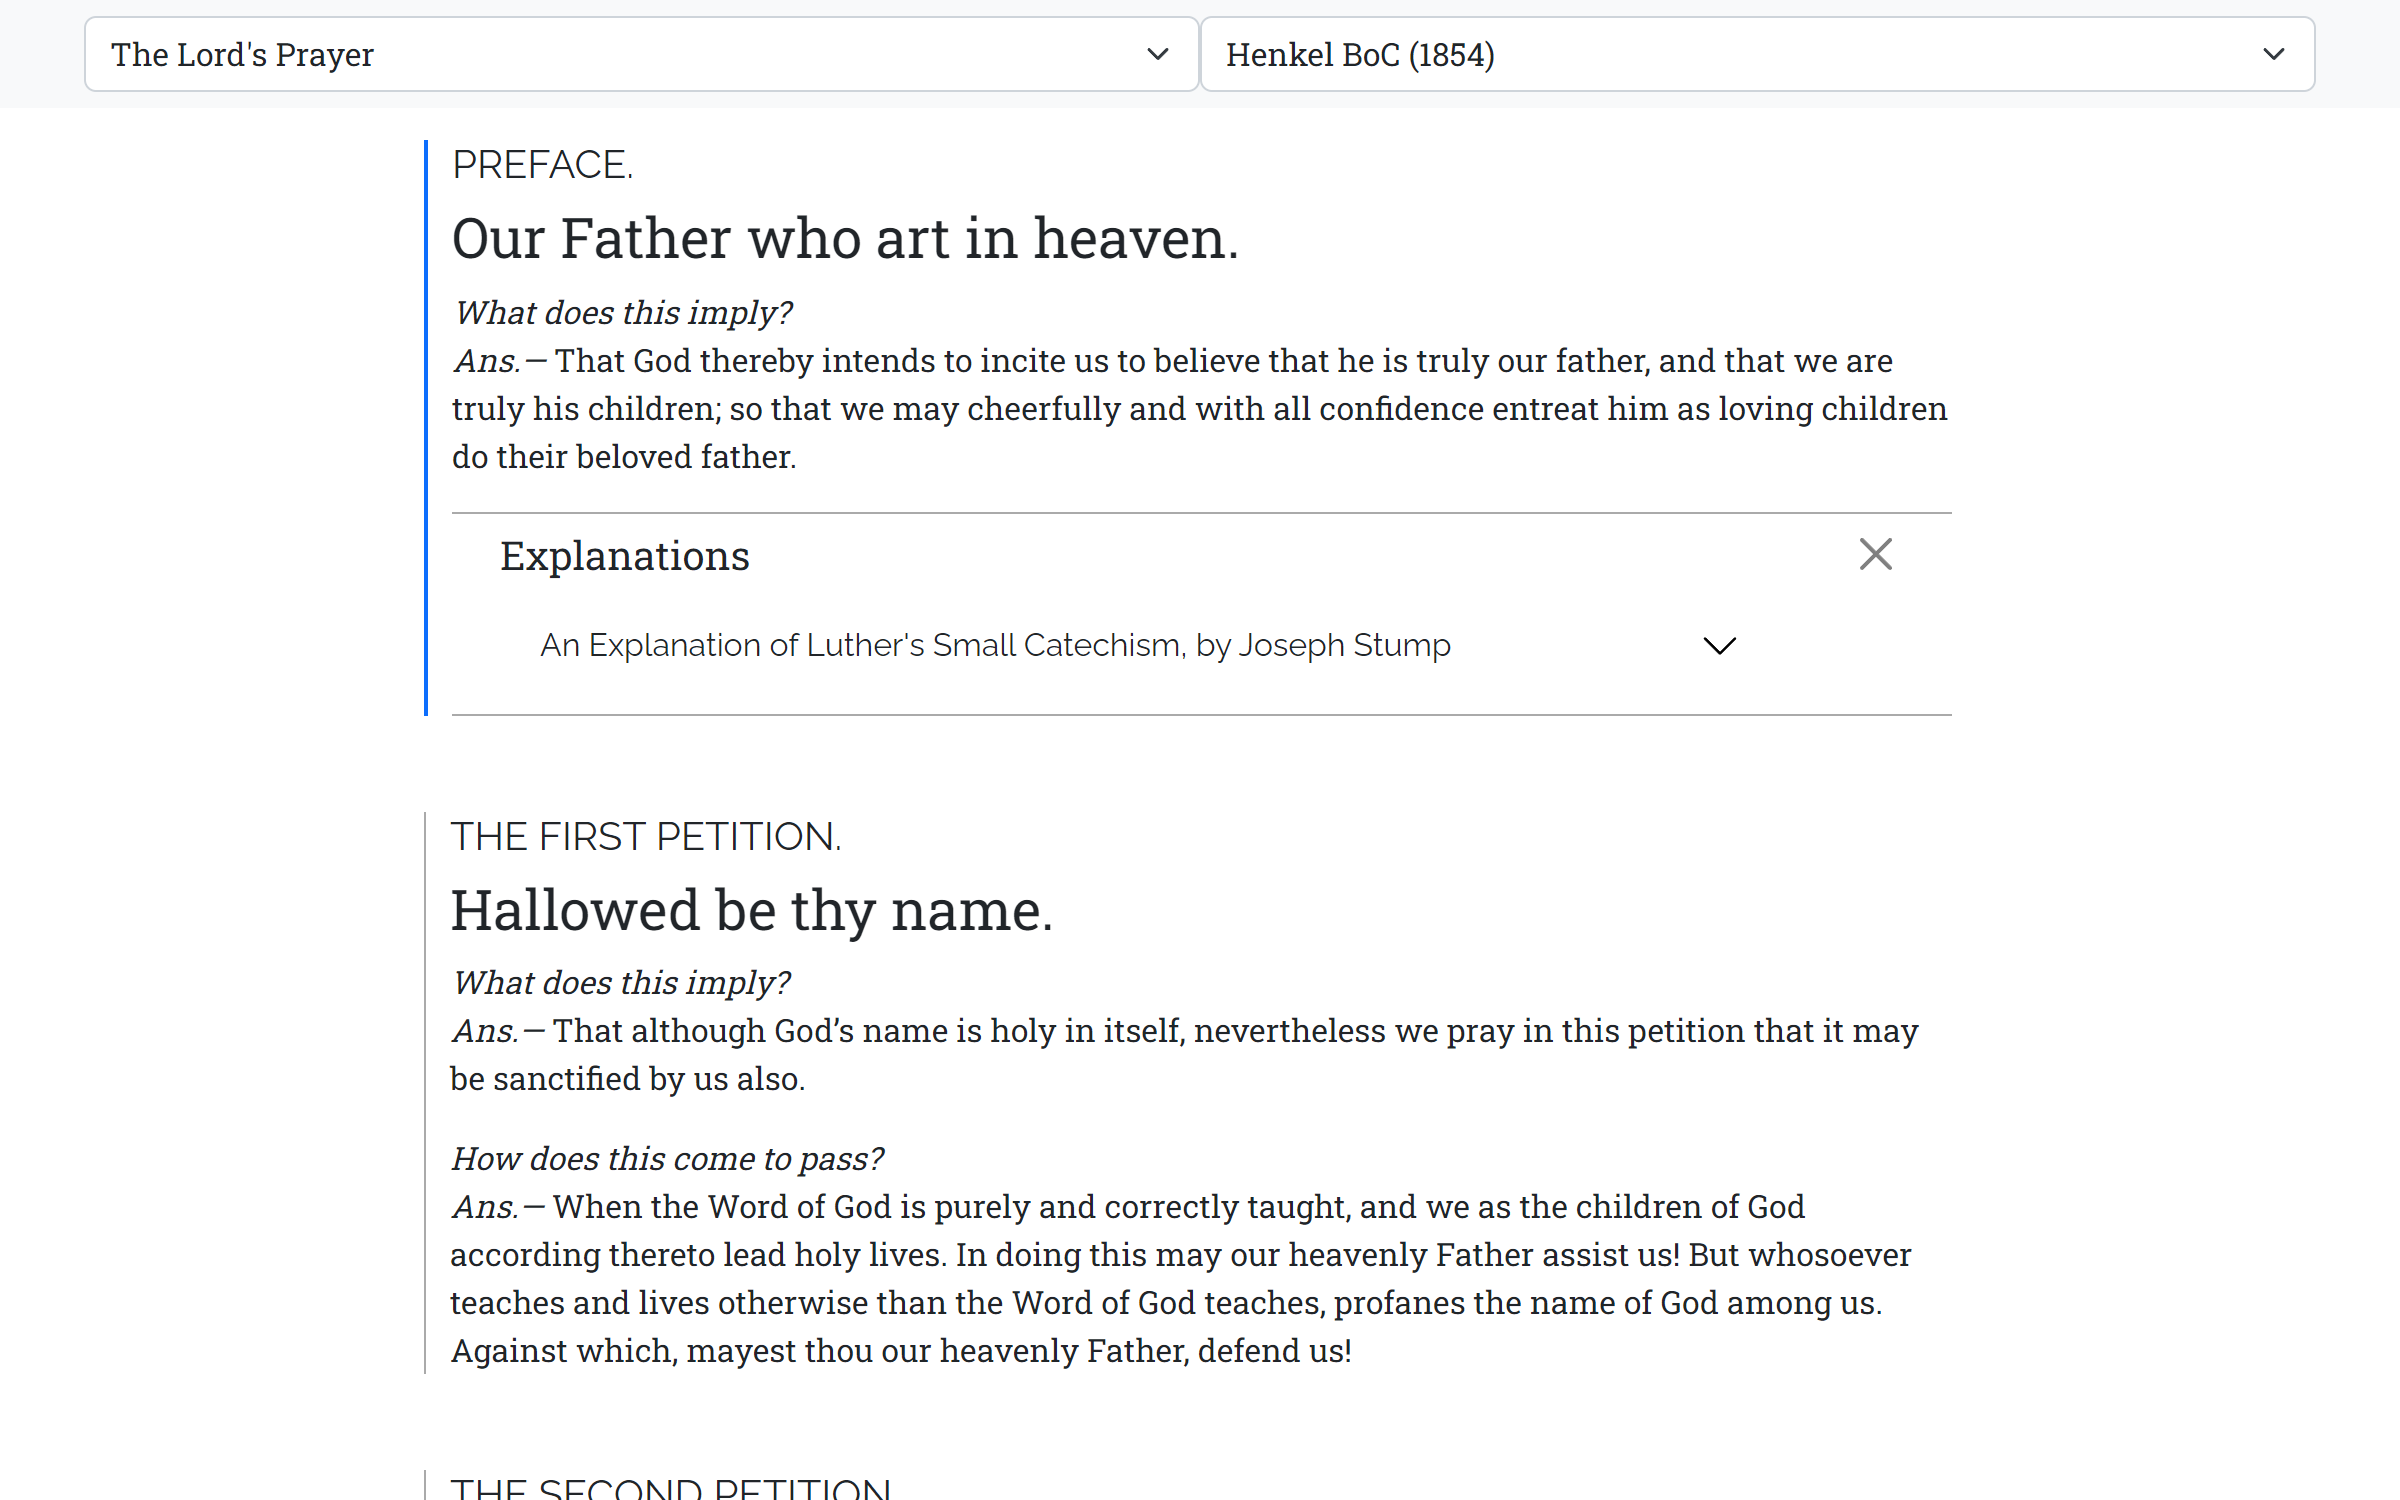 The Lord's Prayer
Henkel BoC (1854)
PREFACE.
Our Father who art in heaven.
What does this imply?
Ans.— That God thereby intends to incite us to believe that he is truly our father, and that we are
truly his children; so that we may cheerfully and with all confidence entreat him as loving children
do their beloved father.
Explanations
An Explanation of Luther's Small Catechism, by Joseph Stump
THE FIRST PETITION.
Hallowed be thy name.
What does this imply?
Ans.— That although God’s name is holy in itself, nevertheless we pray in this petition that it may
be sanctified by us also.
How does this come to pass?
Ans.— When the Word of God is purely and correctly taught, and we as the children of God
according thereto lead holy lives. In doing this may our heavenly Father assist us! But whosoever
teaches and lives otherwise than the Word of God teaches, profanes the name of God among us.
Against which, mayest thou our heavenly Father, defend us!
THE SECOND PETITION